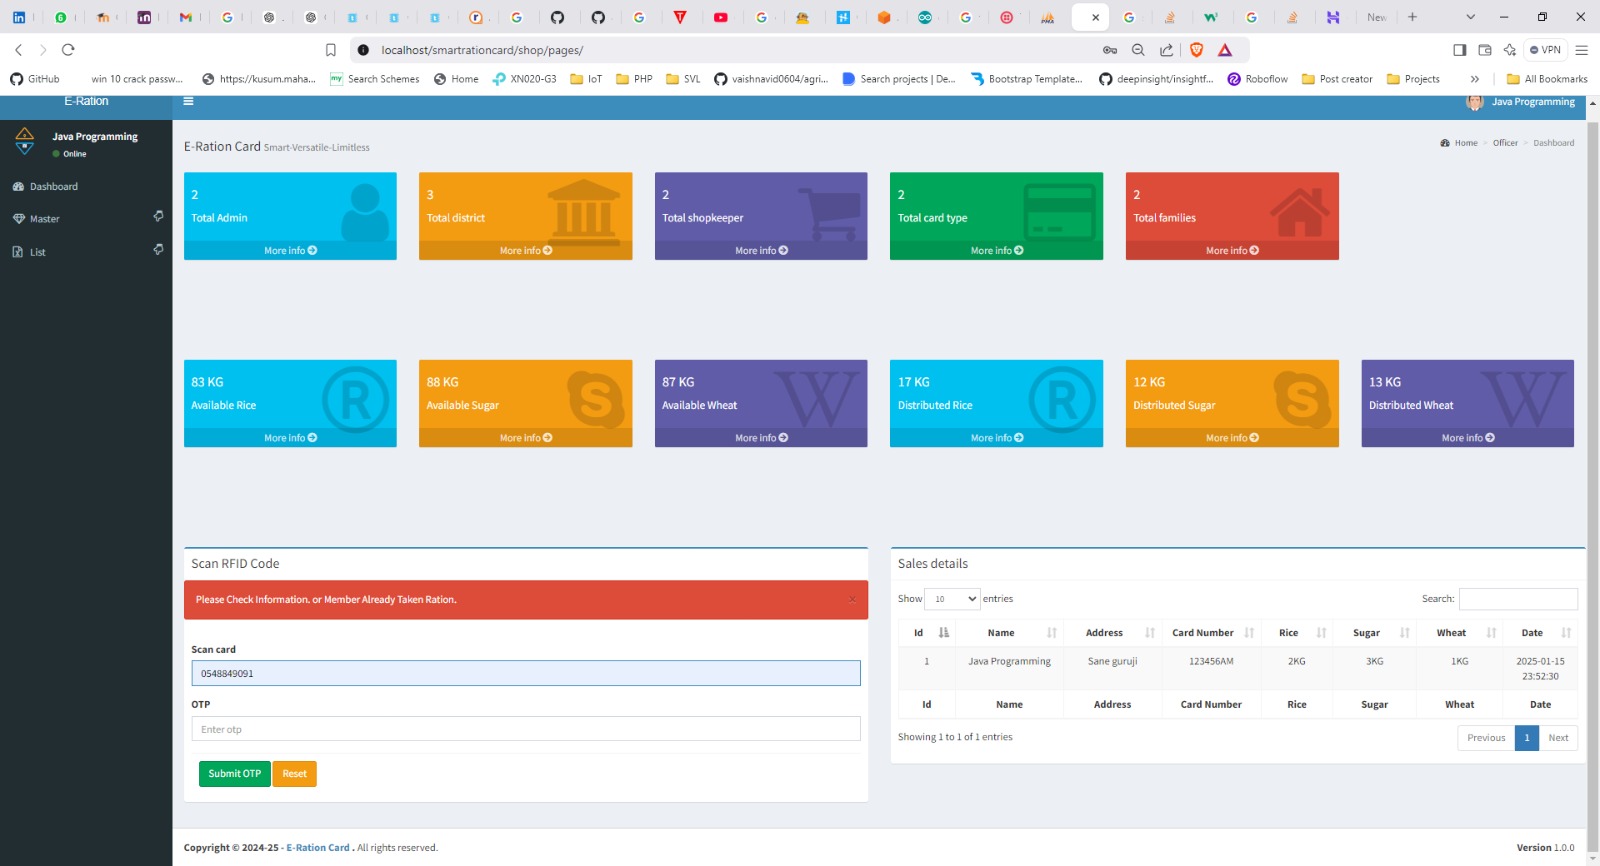 New
localhost/smartrationcard/shop/pages/
VPN
GitHub
win 10 crack passw...
https://kusum.maha...
my Search Schemes
Home
XN020-G3
IoT
PHP
SVL
vaishnavid0604/agri...
Search projects | De...
Bootstrap Template...
deepinsight/insightf...
Roboflow
Post creator
Projects
»
All Bookmarks
E-Ration
Java Programming
Java Programming
Online
Dashboard
Master
List
E-Ration Card Smart-Versatile-Limitless
Home > Officer > Dashboard
2
Total Admin
More info
3
Total district
More info
2
Total shopkeeper
More info
2
Total card type
More info
2
Total families
More info
83 KG
Available Rice
More info
88 KG
Available Sugar
More info
87 KG
Available Wheat
More info
17 KG
Distributed Rice
More info
12 KG
Distributed Sugar
More info
13 KG
Distributed Wheat
More info
Scan RFID Code
Please Check Information, or Member Already Taken Ration. ×
Scan card
0548849091
OTP
Enter otp
Submit OTP Reset
Sales details
Show 10 entries Search:
Id Name Address Card Number Rice Sugar Wheat Date
1 Java Programming Sane guruji 123456AM 2KG 3KG 1KG 2025-01-15
23:52:30
Id Name Address Card Number Rice Sugar Wheat Date
Showing 1 to 1 of 1 entries
Previous 1 Next
Copyright © 2024-25 - E-Ration Card . All rights reserved.
Version 1.0.0